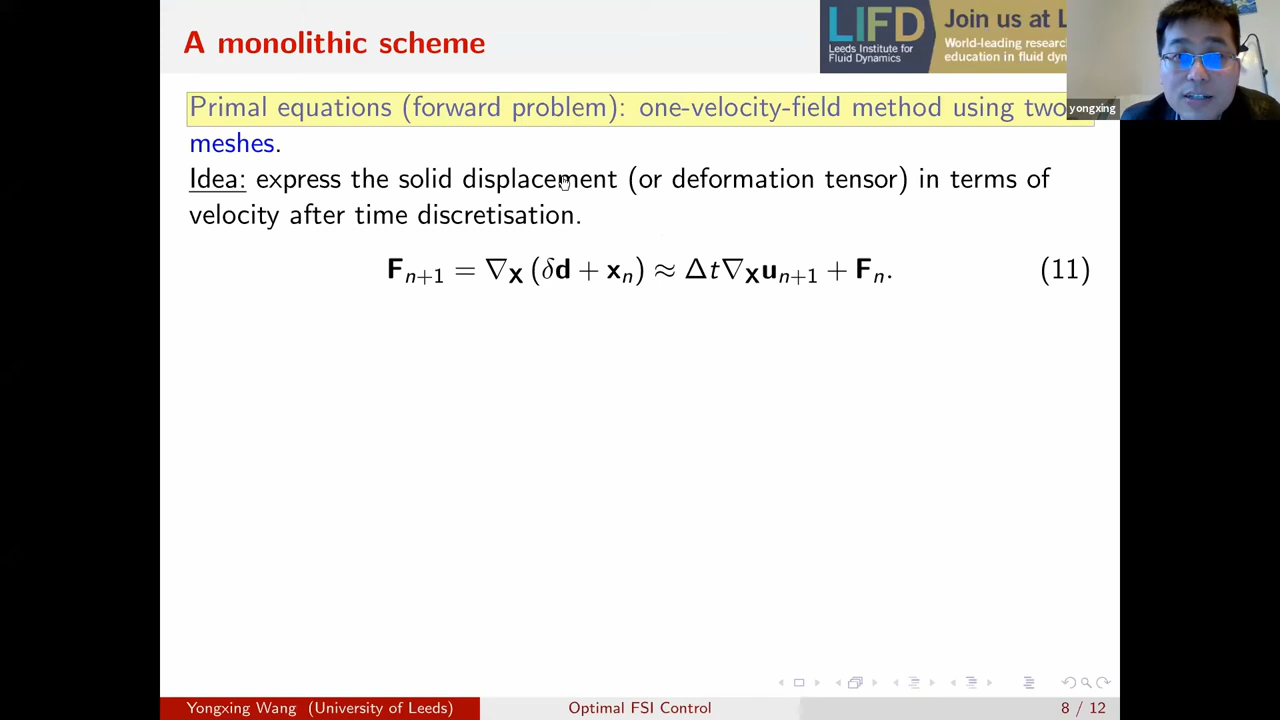 A monolithic scheme
LIFD
Leeds Institute for
Fluid Dynamics
Join us at L
World-leading resear
education in fluid dyn
yongxing
Primal equations (forward problem): one-velocity-field method using two
meshes.
Idea: express the solid displacement (or deformation tensor) in terms of
velocity after time discretisation.
F_{n+1} = ∇_X (δd + x_n) ≈ Δt∇_X u_{n+1} + F_n. (11)
Yongxing Wang (University of Leeds) Optimal FSI Control 8 / 12